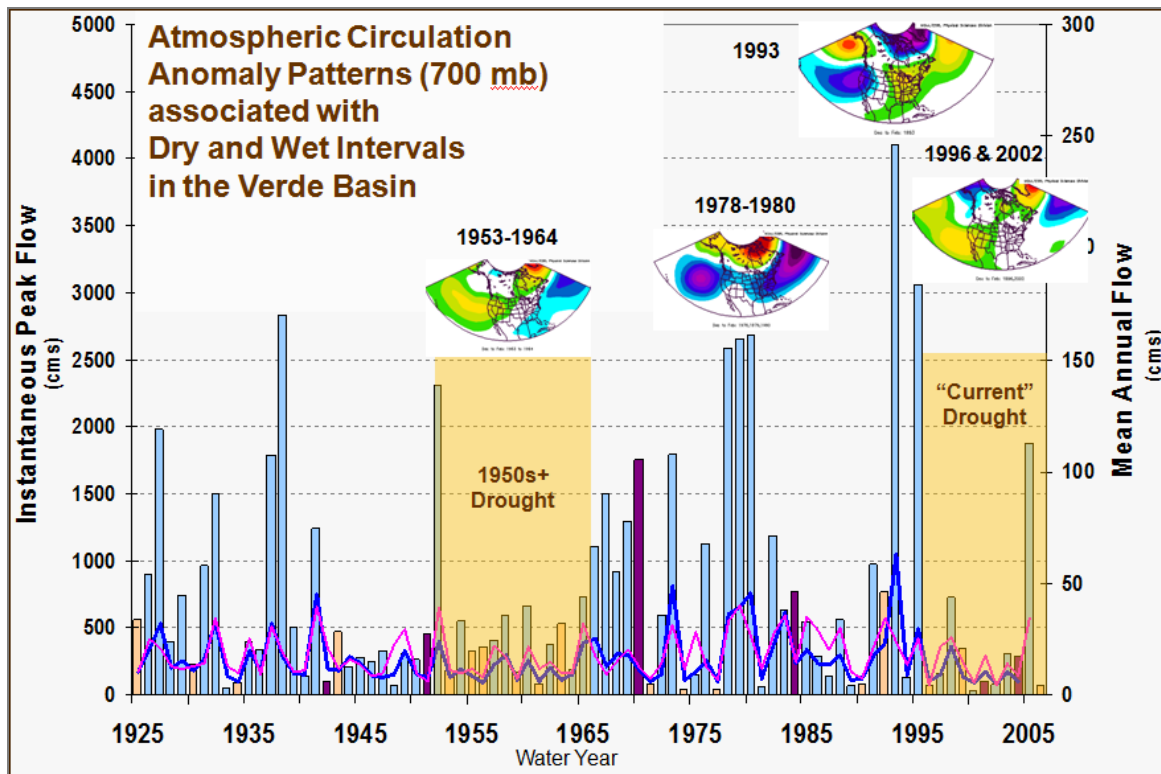 Atmospheric Circulation
Anomaly Patterns (700 mb)
associated with
Dry and Wet Intervals
in the Verde Basin
1993
1996 & 2002
1978-1980
1953-1964
"Current"
Drought
1950s+
Drought
Instantaneous Peak Flow
(cms)
5000
4500
4000
3500
3000
2500
2000
1500
1000
500
0
Mean Annual Flow
(cms)
300
250
0
150
100
50
0
1925
1935
1945
1955
1965
1975
1985
1995
2005
Water Year